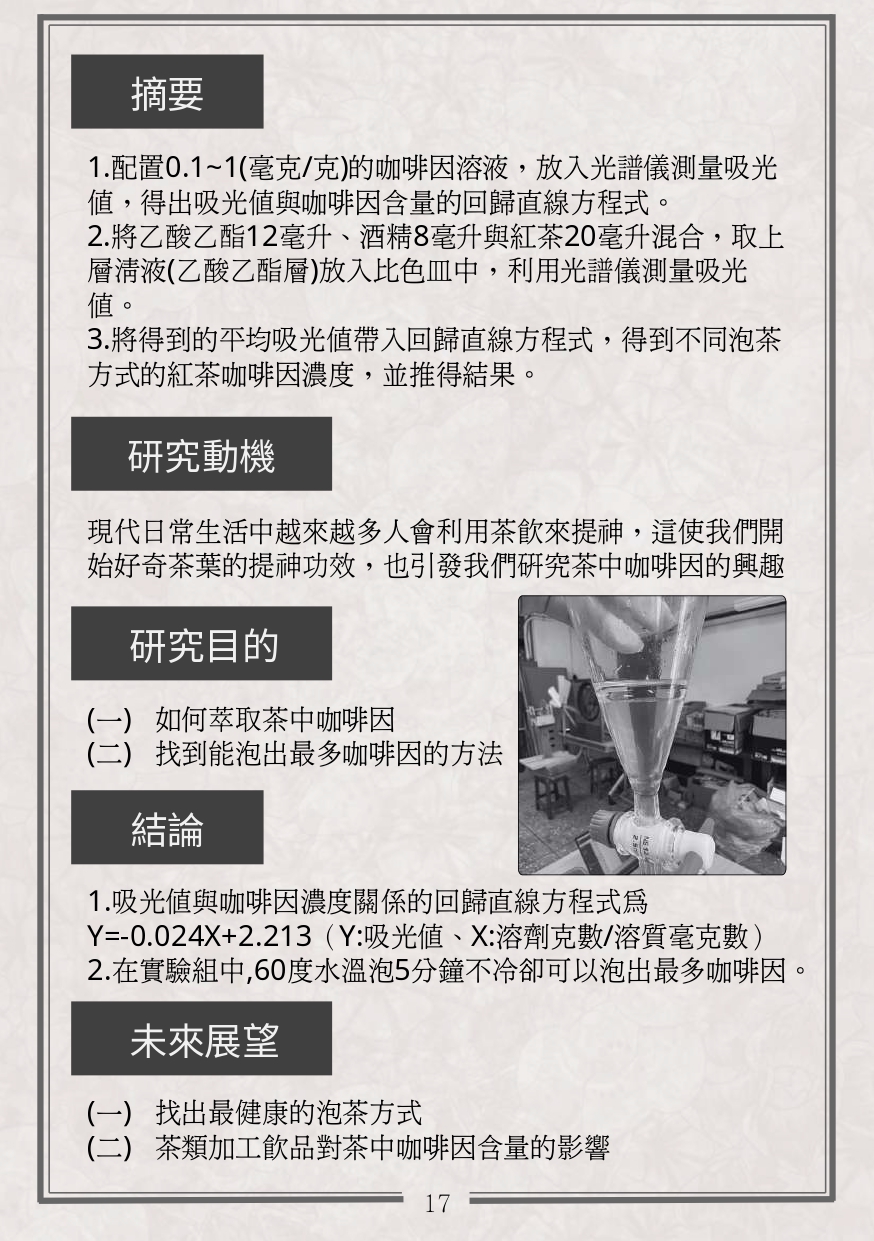 摘要
1.配置0.1~1(毫克/克)的咖啡因溶液，放入光譜儀測量吸光
值，得出吸光值與咖啡因含量的回歸直線方程式。
2.將乙酸乙酯12毫升、酒精8毫升與紅茶20毫升混合，取上
層清液(乙酸乙酯層)放入比色皿中，利用光譜儀測量吸光
值。
3.將得到的平均吸光值帶入回歸直線方程式，得到不同泡茶
方式的紅茶咖啡因濃度，並推得結果。
研究動機
現代日常生活中越來越多人會利用茶飲來提神，這使我們開
始好奇茶葉的提神功效，也引發我們研究茶中咖啡因的興趣
研究目的
(一) 如何萃取茶中咖啡因
(二) 找到能泡出最多咖啡因的方法
結論
1.吸光值與咖啡因濃度關係的回歸直線方程式為
Y=-0.024X+2.213（Y:吸光值、X:溶劑克數/溶質毫克數）
2.在實驗組中,60度水溫泡5分鐘不冷卻可以泡出最多咖啡因。
未來展望
(一) 找出最健康的泡茶方式
(二) 茶類加工飲品對茶中咖啡因含量的影響
17